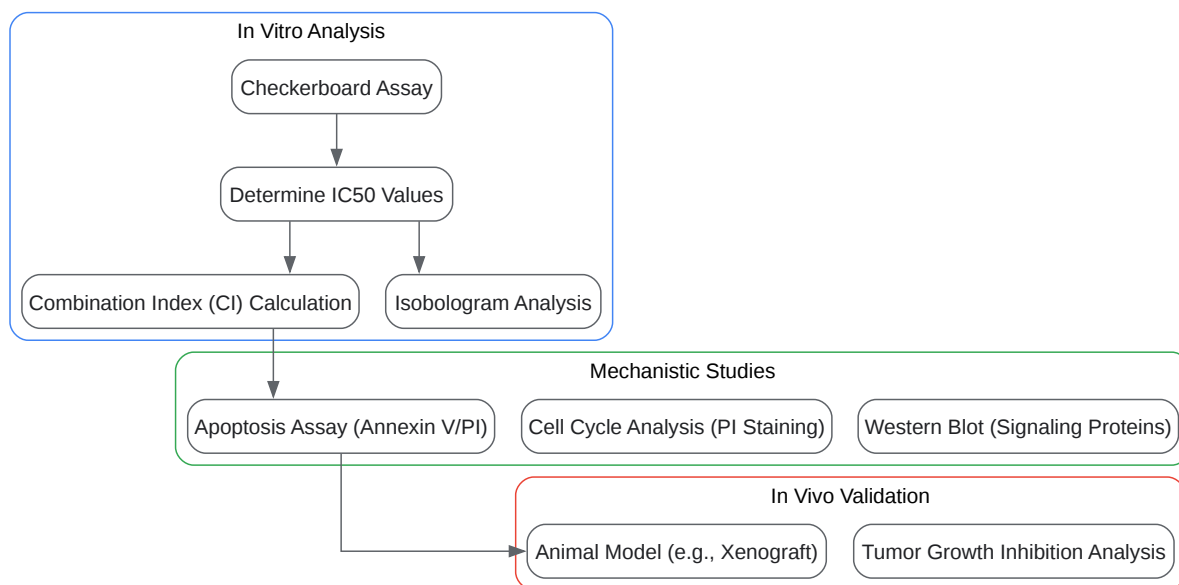 In Vitro Analysis
Checkerboard Assay
Determine IC50 Values
Combination Index (CI) Calculation
Isobologram Analysis
Mechanistic Studies
Apoptosis Assay (Annexin V/PI)
Cell Cycle Analysis (PI Staining)
Western Blot (Signaling Proteins)
In Vivo Validation
Animal Model (e.g., Xenograft)
Tumor Growth Inhibition Analysis